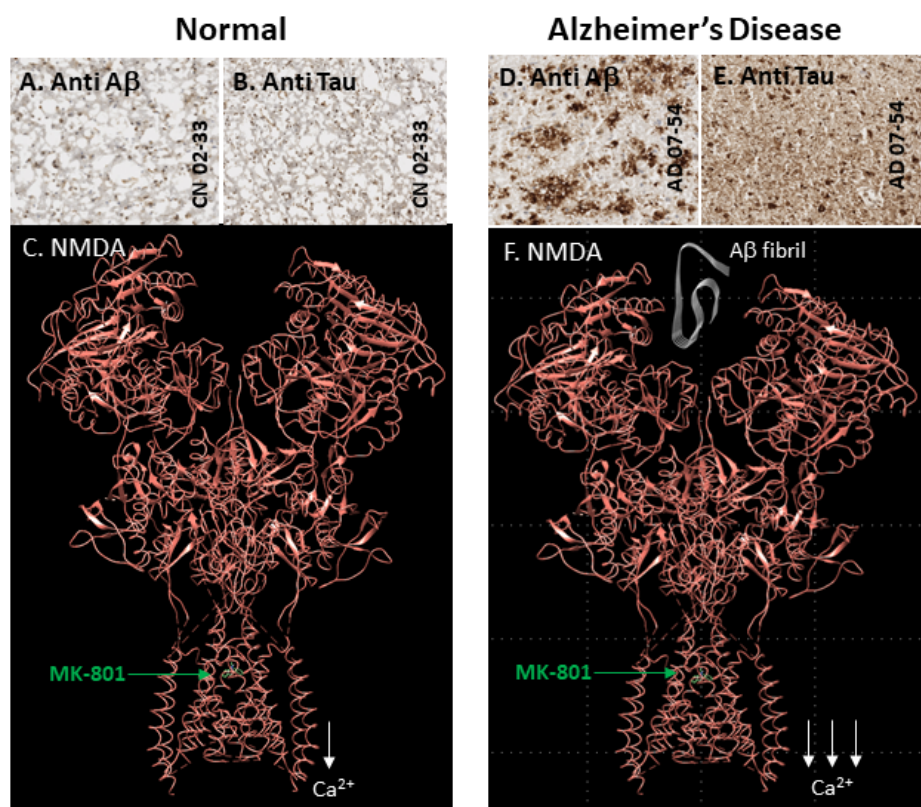 Normal
Alzheimer's Disease
A. Anti Aβ
CN 02-33
B. Anti Tau
CN 02-33
D. Anti Aβ
AD 07-54
E. Anti Tau
AD 07-54
C. NMDA
F. NMDA
Aβ fibril
MK-801
MK-801
Ca²⁺
Ca²⁺